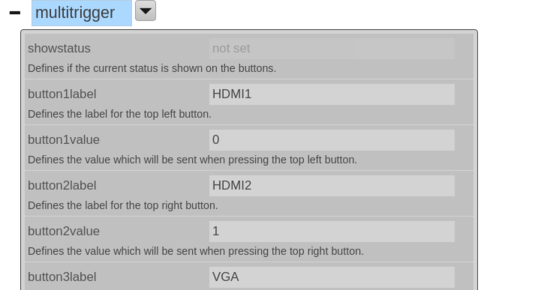 multitrigger
showstatus not set
Defines if the current status is shown on the buttons.
button1label HDMI1
Defines the label for the top left button.
button1value 0
Defines the value which will be sent when pressing the top left button.
button2label HDMI2
Defines the label for the top right button.
button2value 1
Defines the value which will be sent when pressing the top right button.
button3label VGA